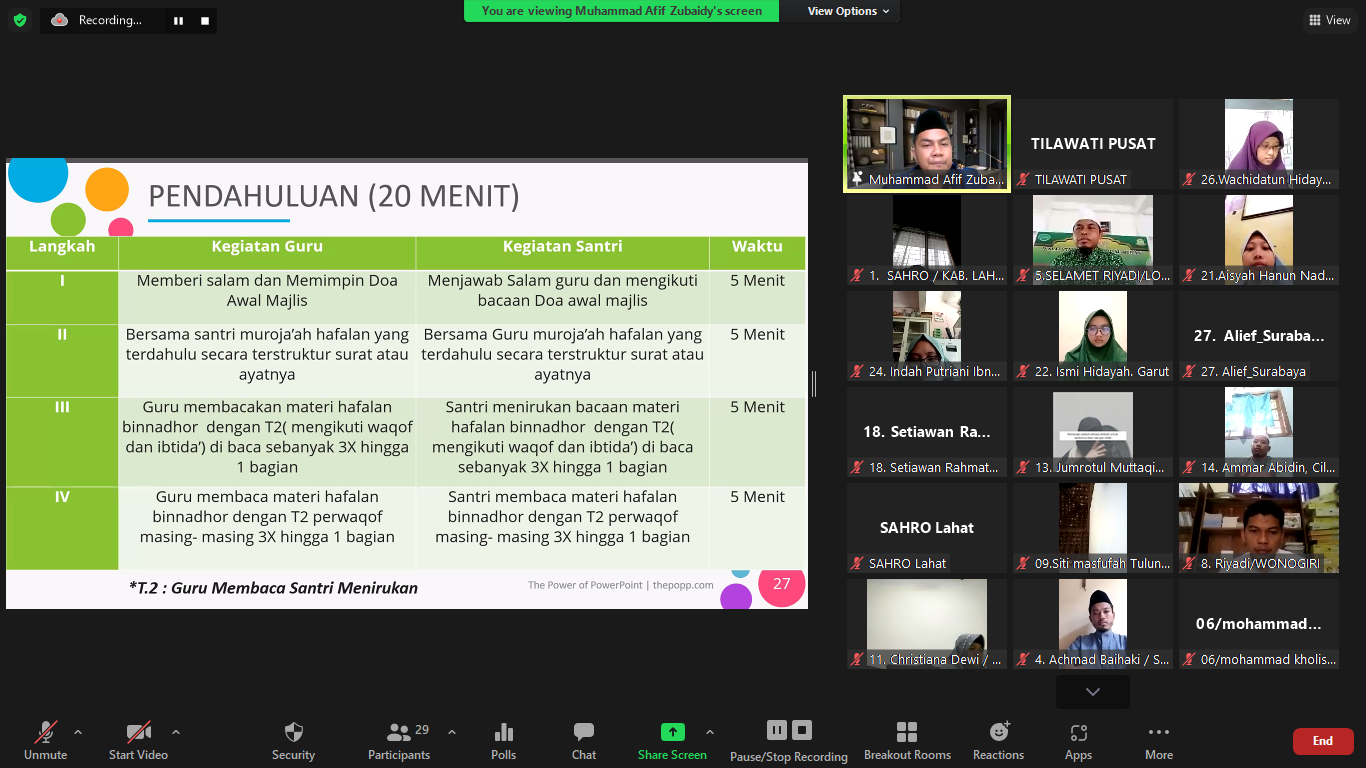 Recording...
You are viewing Muhammad Afif Zubaidy's screen
View Options
View
PENDAHULUAN (20 MENIT)
Langkah
Kegiatan Guru
Kegiatan Santri
Waktu
I
Memberi salam dan Memimpin Doa
Awal Majlis
Menjawab Salam guru dan mengikuti
bacaan Doa awal majlis
5 Menit
II
Bersama santri muroja’ah hafalan yang
terdahulu secara terstruktur surat atau
ayatnya
Bersama Guru muroja’ah hafalan yang
terdahulu secara terstruktur surat atau
ayatnya
5 Menit
III
Guru membacakan materi hafalan
binnadhor  dengan T2( mengikuti waqof
dan ibtida’) di baca sebanyak 3X hingga
1 bagian
Santri menirukan bacaan materi
hafalan binnadhor  dengan T2(
mengikuti waqof dan ibtida’) di baca
sebanyak 3X hingga 1 bagian
5 Menit
IV
Guru membaca materi hafalan
binnadhor dengan T2 perwaqof
masing- masing 3X hingga 1 bagian
Santri membaca materi hafalan
binnadhor dengan T2 perwaqof
masing- masing 3X hingga 1 bagian
5 Menit
*T.2 : Guru Membaca Santri Menirukan
The Power of PowerPoint | thepopp.com
27
Muhammad Afif Zuba...
TILAWATI PUSAT
TILAWATI PUSAT
26.Wachidatun Hiday...
1.  SAHRO / KAB. LAH...
5.SELAMET RIYADI/LO...
21.Aisyah Hanun Nad...
24. Indah Putriani Ibn...
22. Ismi Hidayah. Garut
27.  Alief_Suraba...
27. Alief_Surabaya
18. Setiawan Ra...
18. Setiawan Rahmat...
13. Jumrotul Muttaqi...
14. Ammar Abidin, Cil...
SAHRO Lahat
SAHRO Lahat
09.Siti masfufah Tulun...
8. Riyadi/WONOGIRI
11. Christiana Dewi / ...
4. Achmad Baihaki / S...
06/mohammad...
06/mohammad kholis...
Unmute
Start Video
Security
29
Participants
Polls
Chat
Share Screen
Pause/Stop Recording
Breakout Rooms
Reactions
Apps
More
End